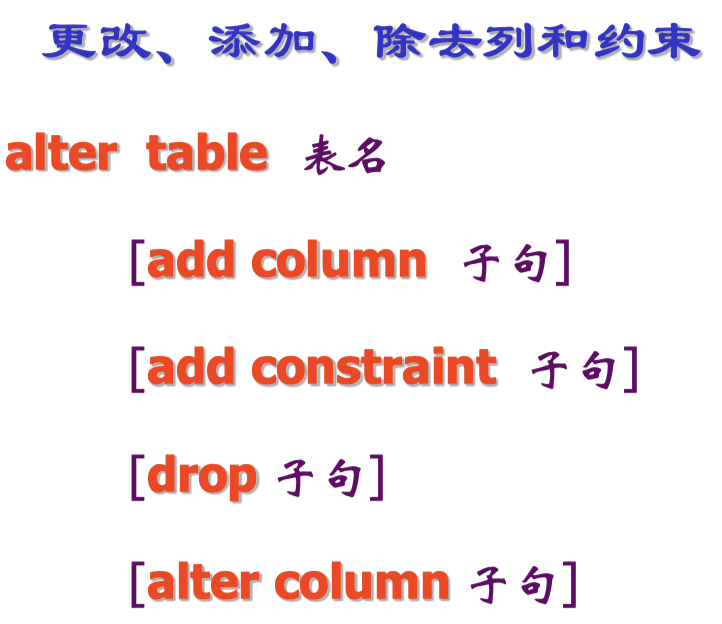 更改、添加、除去列和约束
alter table 表名
[add column 子句]
[add constraint 子句]
[drop 子句]
[alter column 子句]